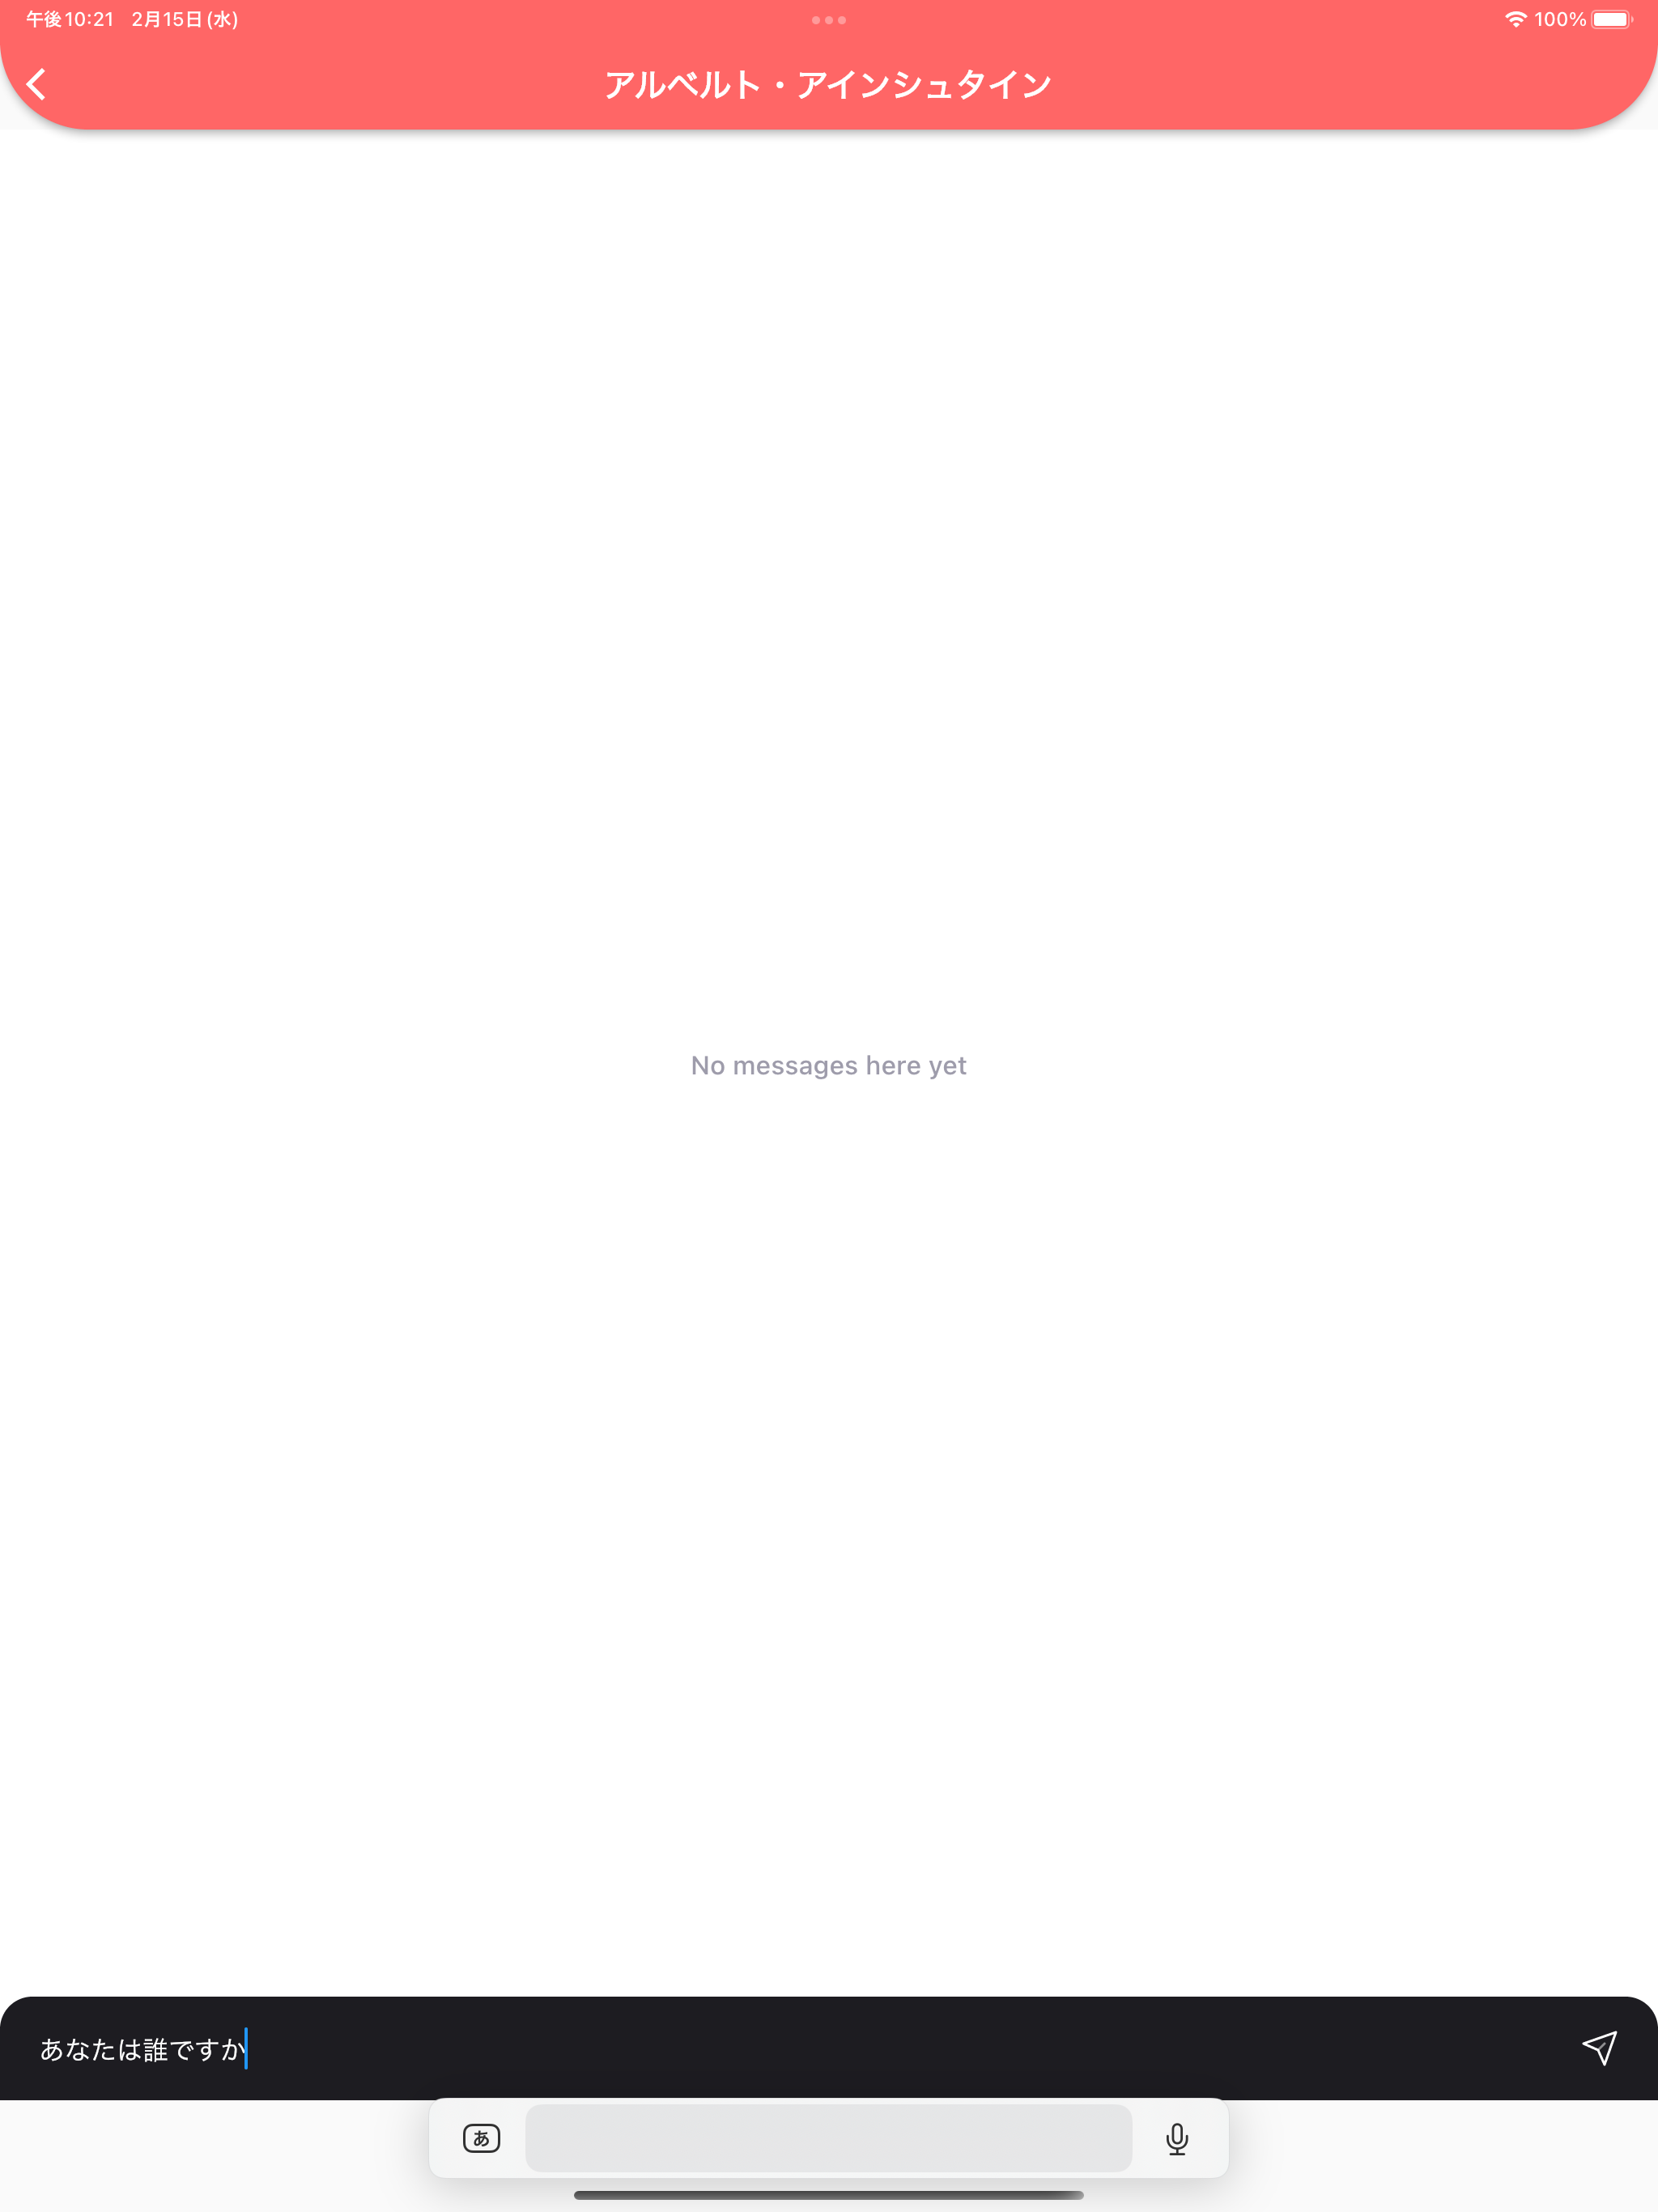 午後10:21 2月15日(水)
100%
アルベルト・アインシュタイン
No messages here yet
あなたは誰ですか
あ